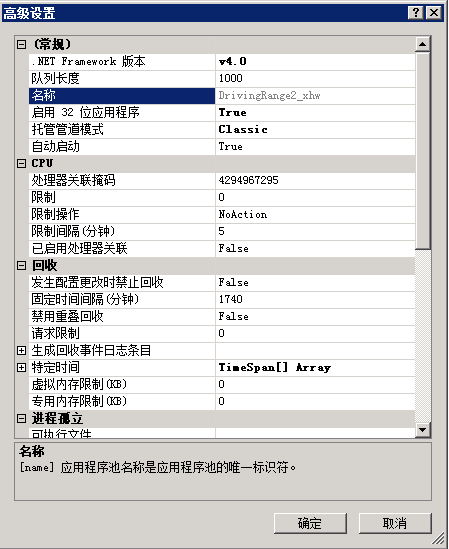 高级设置
(常规)
.NET Framework 版本 v4.0
队列长度 1000
名称 DrivingRange2_xhw
启用 32 位应用程序 True
托管管道模式 Classic
自动启动 True
CPU
处理器关联掩码 4294967295
限制 0
限制操作 NoAction
限制间隔(分钟) 5
已启用处理器关联 False
回收
发生配置更改时禁止回收 False
固定时间间隔(分钟) 1740
禁用重叠回收 False
请求限制 0
生成回收事件日志条目
特定时间 TimeSpan[] Array
虚拟内存限制(KB) 0
专用内存限制(KB) 0
进程孤立
可执行文件
名称
[name] 应用程序池名称是应用程序池的唯一标识符。
确定 取消